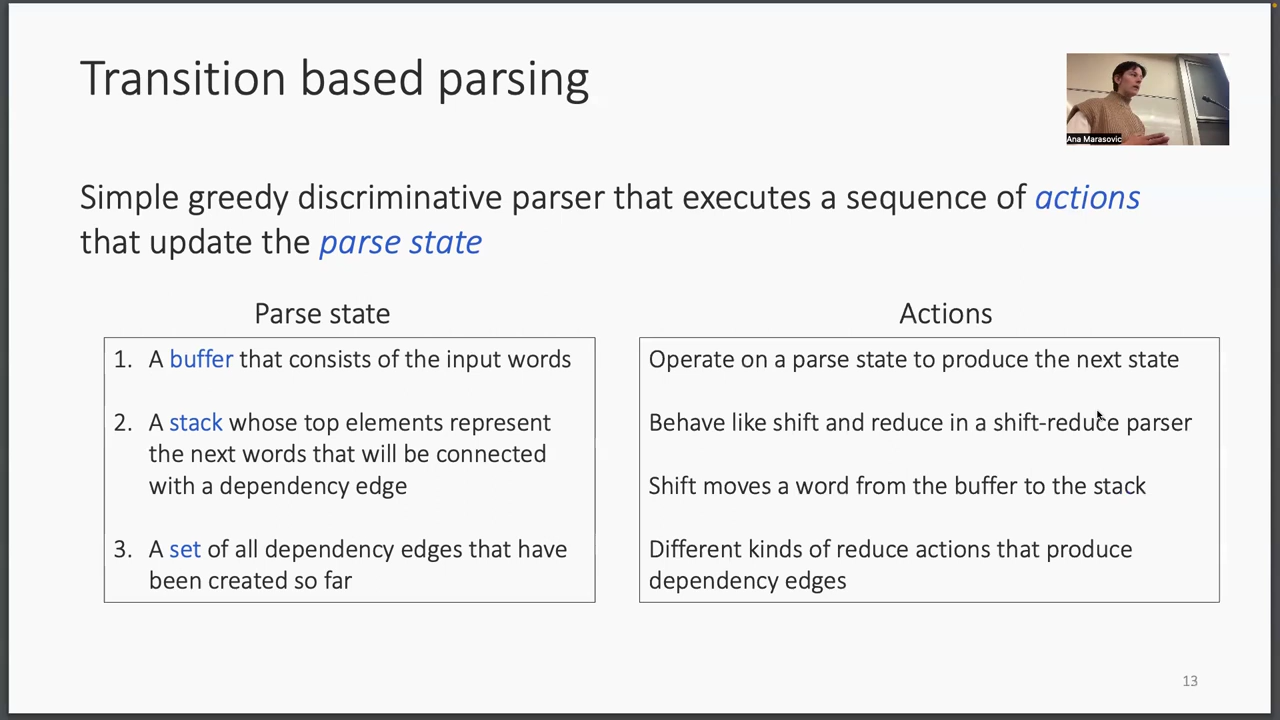 Transition based parsing
Ana Marasovic
Simple greedy discriminative parser that executes a sequence of actions
that update the parse state
Parse state
1. A buffer that consists of the input words
2. A stack whose top elements represent
the next words that will be connected
with a dependency edge
3. A set of all dependency edges that have
been created so far
Actions
Operate on a parse state to produce the next state
Behave like shift and reduce in a shift-reduce parser
Shift moves a word from the buffer to the stack
Different kinds of reduce actions that produce
dependency edges
13